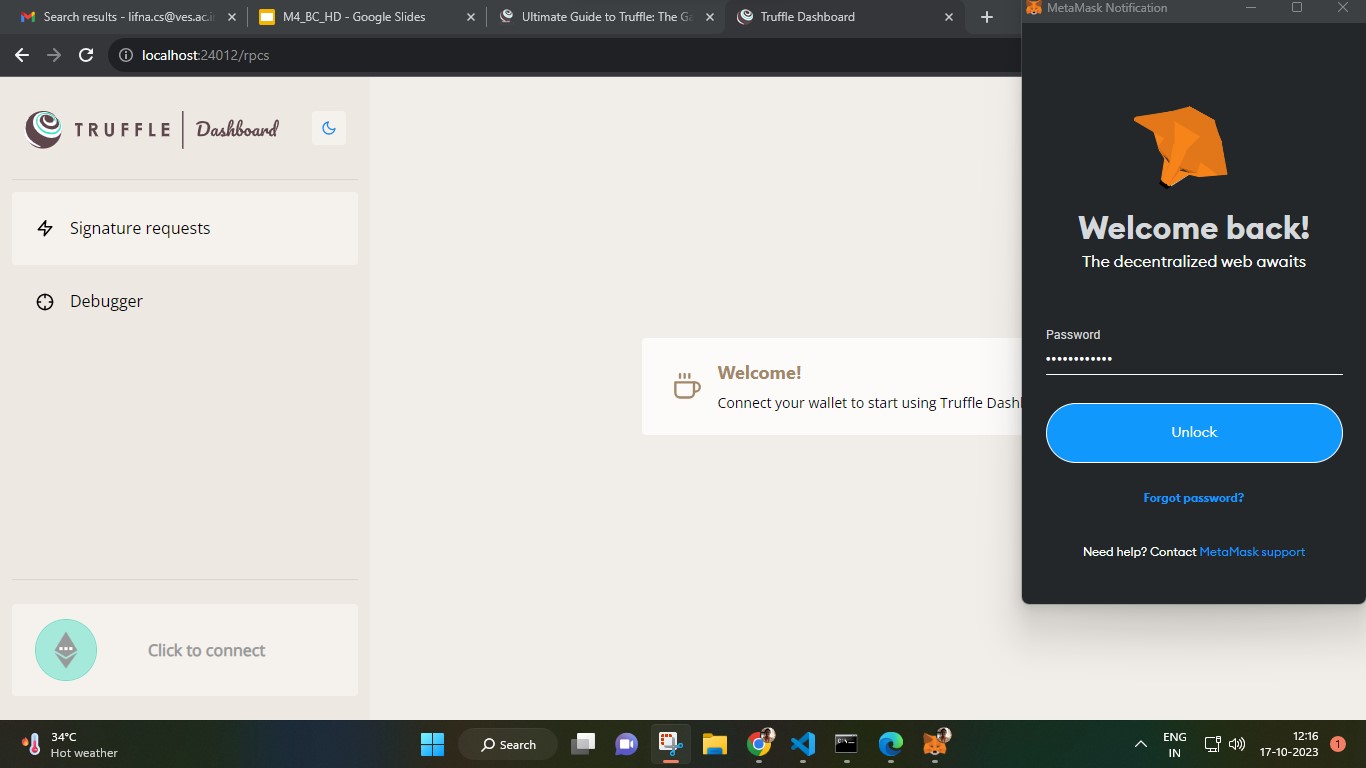 Search results - lifna.cs@ves.ac.i
M4_BC_HD - Google Slides
Ultimate Guide to Truffle: The Ga
Truffle Dashboard
MetaMask Notification
localhost:24012/rpcs
TRUFFLE Dashboard
Signature requests
Debugger
Click to connect
Welcome!
Connect your wallet to start using Truffle Dash
Welcome back!
The decentralized web awaits
Password
Unlock
Forgot password?
Need help? Contact MetaMask support
34°C
Hot weather
Search
ENG
IN
12:16
17-10-2023
1